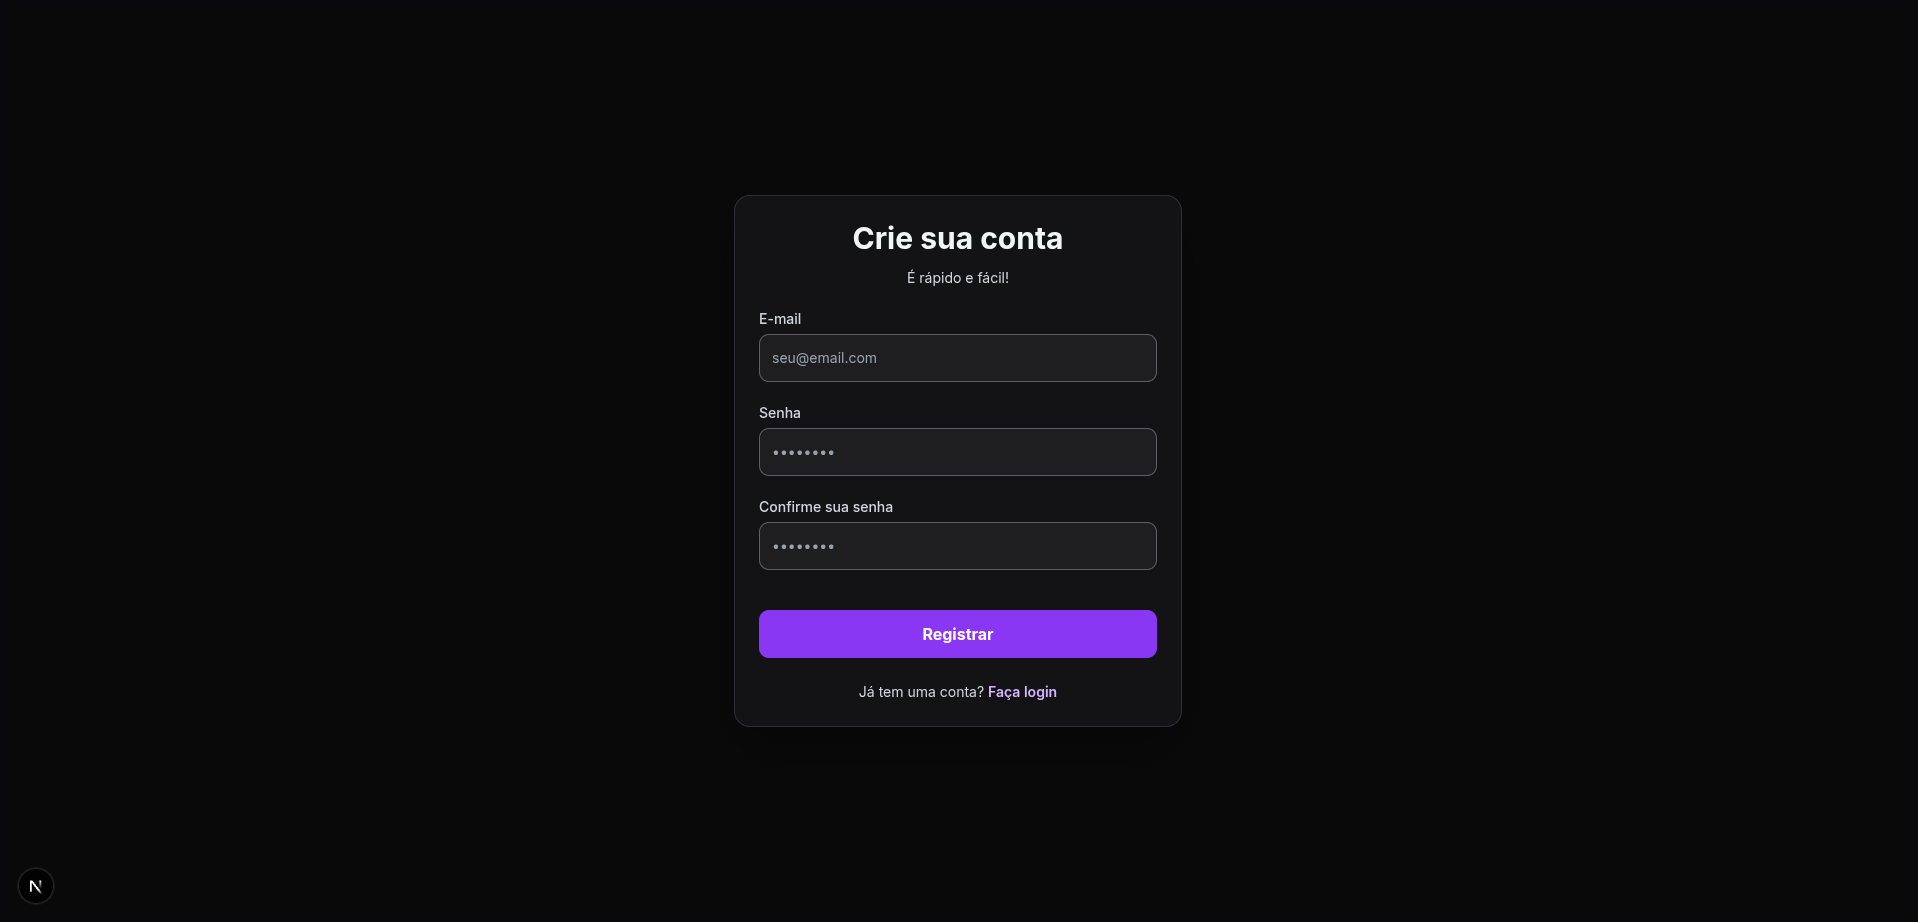 Crie sua conta
É rápido e fácil!
E-mail
seu@email.com
Senha
••••••••
Confirme sua senha
••••••••
Registrar
Já tem uma conta? Faça login
N